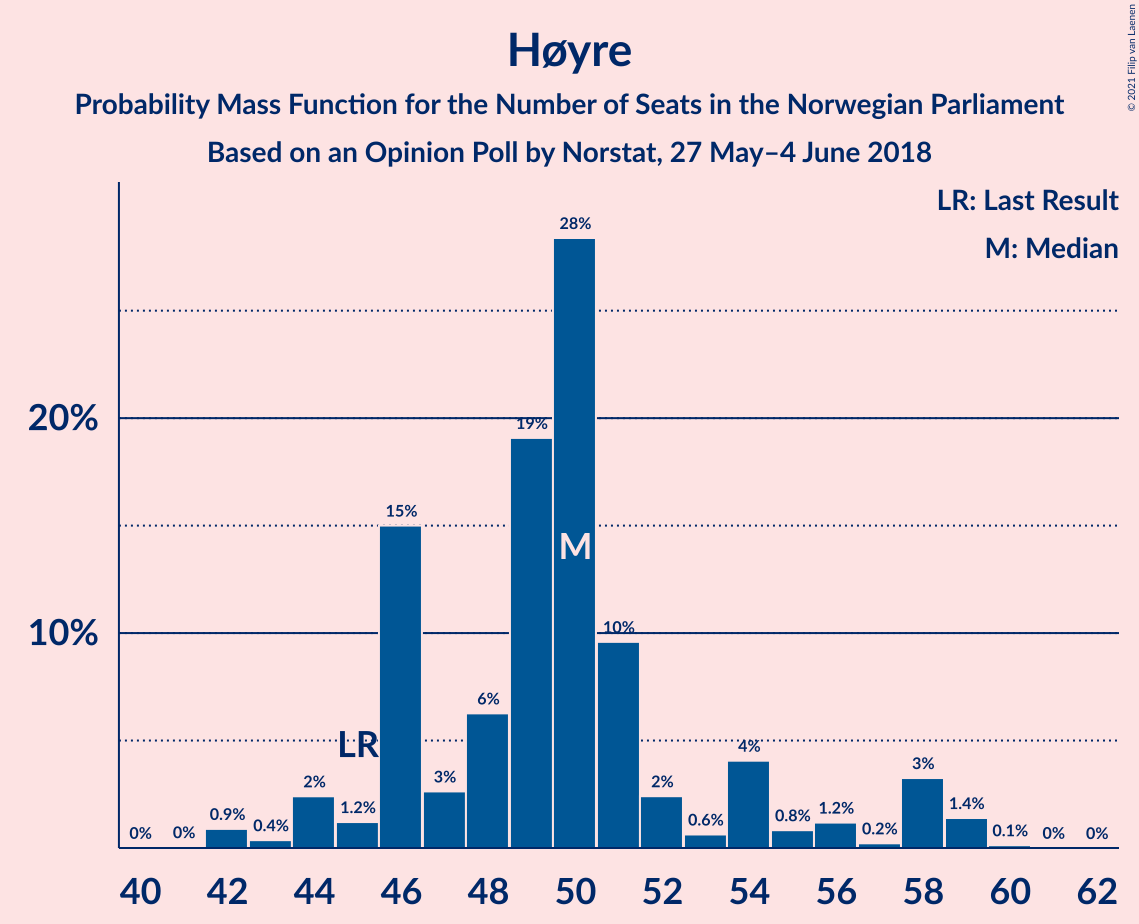 © 2021 Filip van Laenen
Høyre
Probability Mass Function for the Number of Seats in the Norwegian Parliament
Based on an Opinion Poll by Norstat, 27 May–4 June 2018
LR: Last Result
M: Median
20%
10%
0%
0%
0.9%
0.4%
2%
1.2%
LR
15%
3%
6%
19%
28%
M
10%
2%
0.6%
4%
0.8%
1.2%
0.2%
3%
1.4%
0.1%
0%
0%
40 42 44 46 48 50 52 54 56 58 60 62